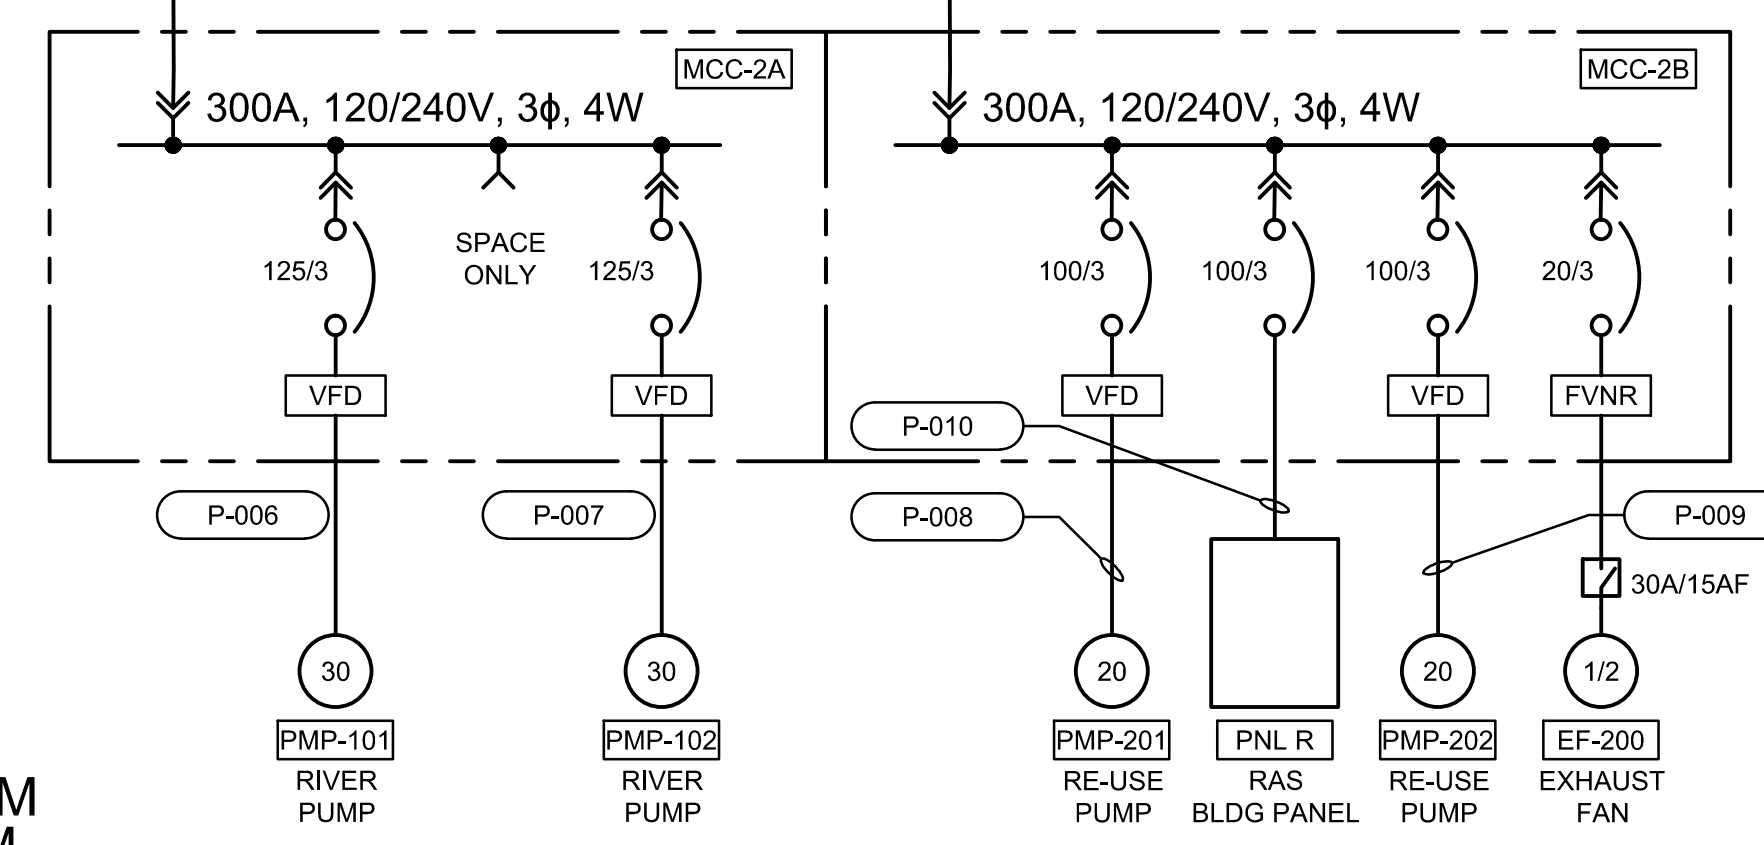 MCC-2A
300A, 120/240V, 3ϕ, 4W
125/3
SPACE
ONLY
125/3
VFD
VFD
P-006
P-007
30
30
PMP-101
RIVER
PUMP
PMP-102
RIVER
PUMP
MCC-2B
300A, 120/240V, 3ϕ, 4W
100/3
100/3
100/3
20/3
VFD
VFD
FVNR
P-010
P-008
P-009
30A/15AF
20
20
1/2
PMP-201
RE-USE
PUMP
PNL R
RAS
BLDG PANEL
PMP-202
RE-USE
PUMP
EF-200
EXHAUST
FAN
M